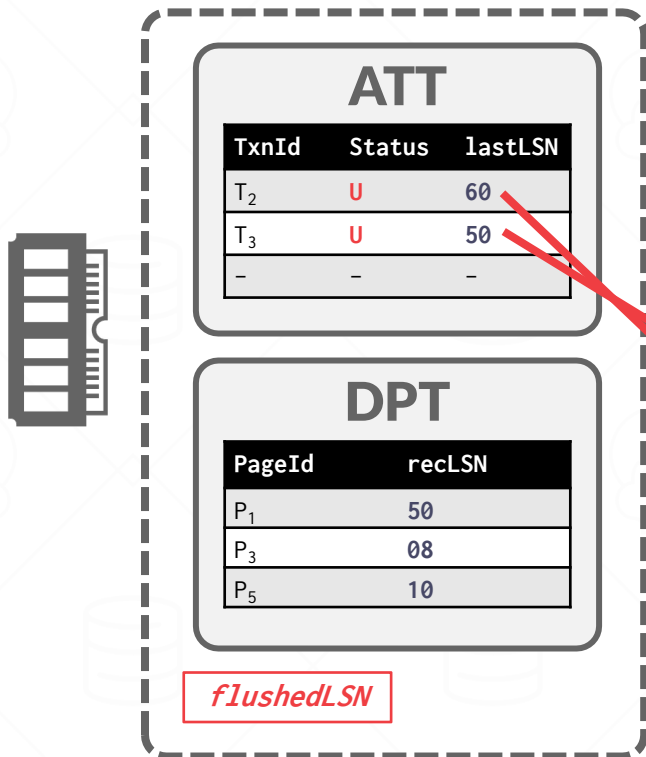 ATT
TxnId Status lastLSN
T₂ U 60
T₃ U 50
– – –
DPT
PageId recLSN
P₁ 50
P₃ 08
P₅ 10
flushedLSN